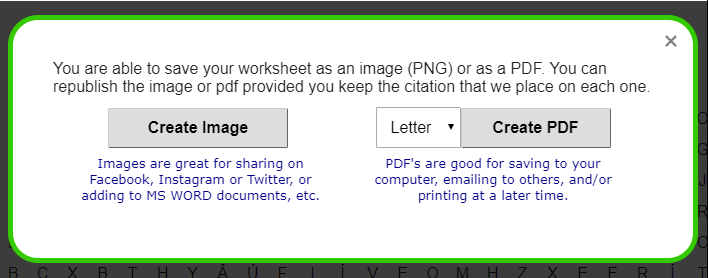 ×
You are able to save your worksheet as an image (PNG) or as a PDF. You can
republish the image or pdf provided you keep the citation that we place on each one.
Create Image
Letter
Create PDF
Images are great for sharing on
Facebook, Instagram or Twitter, or
adding to MS WORD documents, etc.
PDF's are good for saving to your
computer, emailing to others, and/or
printing at a later time.
G
J
R
C